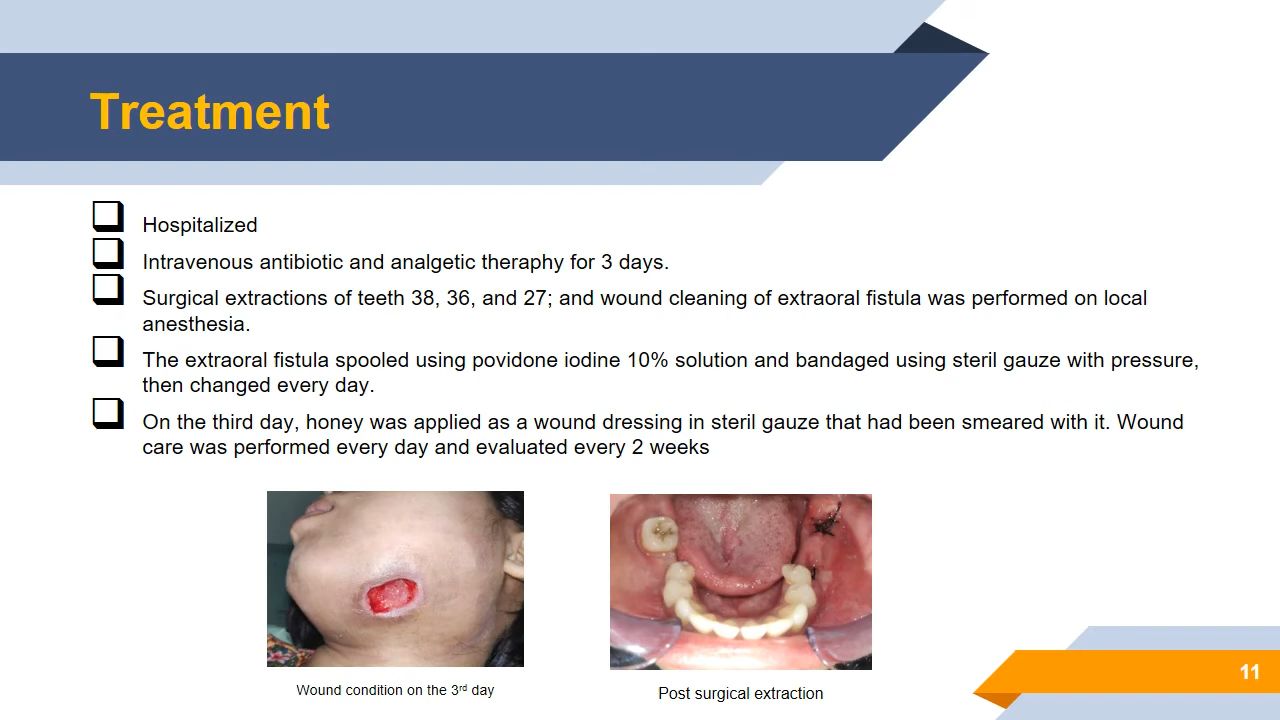 Treatment
Hospitalized
Intravenous antibiotic and analgetic theraphy for 3 days.
Surgical extractions of teeth 38, 36, and 27; and wound cleaning of extraoral fistula was performed on local
anesthesia.
The extraoral fistula spooled using povidone iodine 10% solution and bandaged using steril gauze with pressure,
then changed every day.
On the third day, honey was applied as a wound dressing in steril gauze that had been smeared with it. Wound
care was performed every day and evaluated every 2 weeks
Wound condition on the 3rd day
Post surgical extraction
11